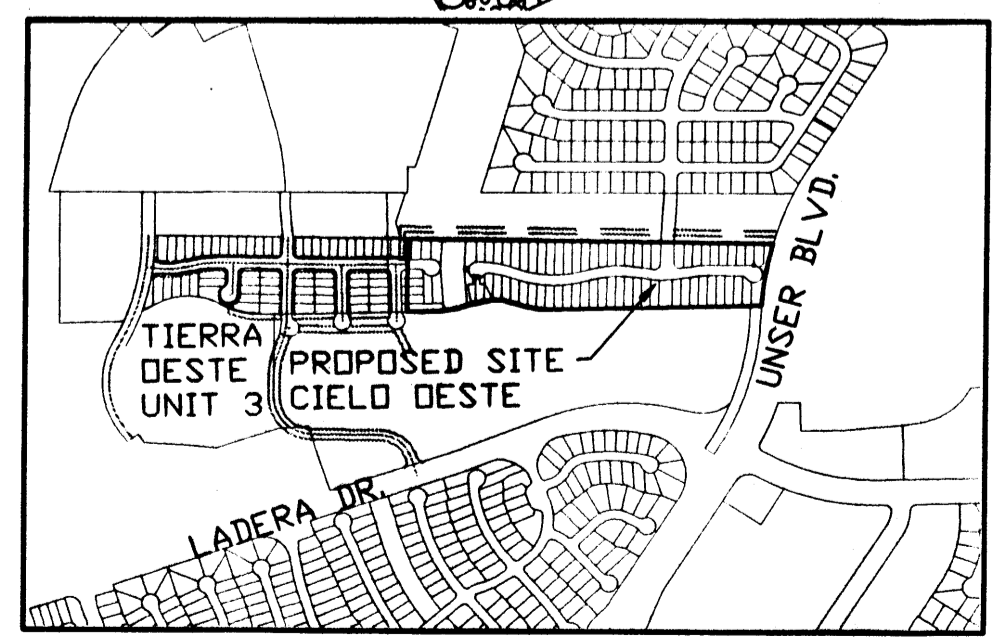 TIERRA
OESTE
UNIT 3
PROPOSED SITE
CIELO OESTE
UNSER BLVD.
LADERA DR.